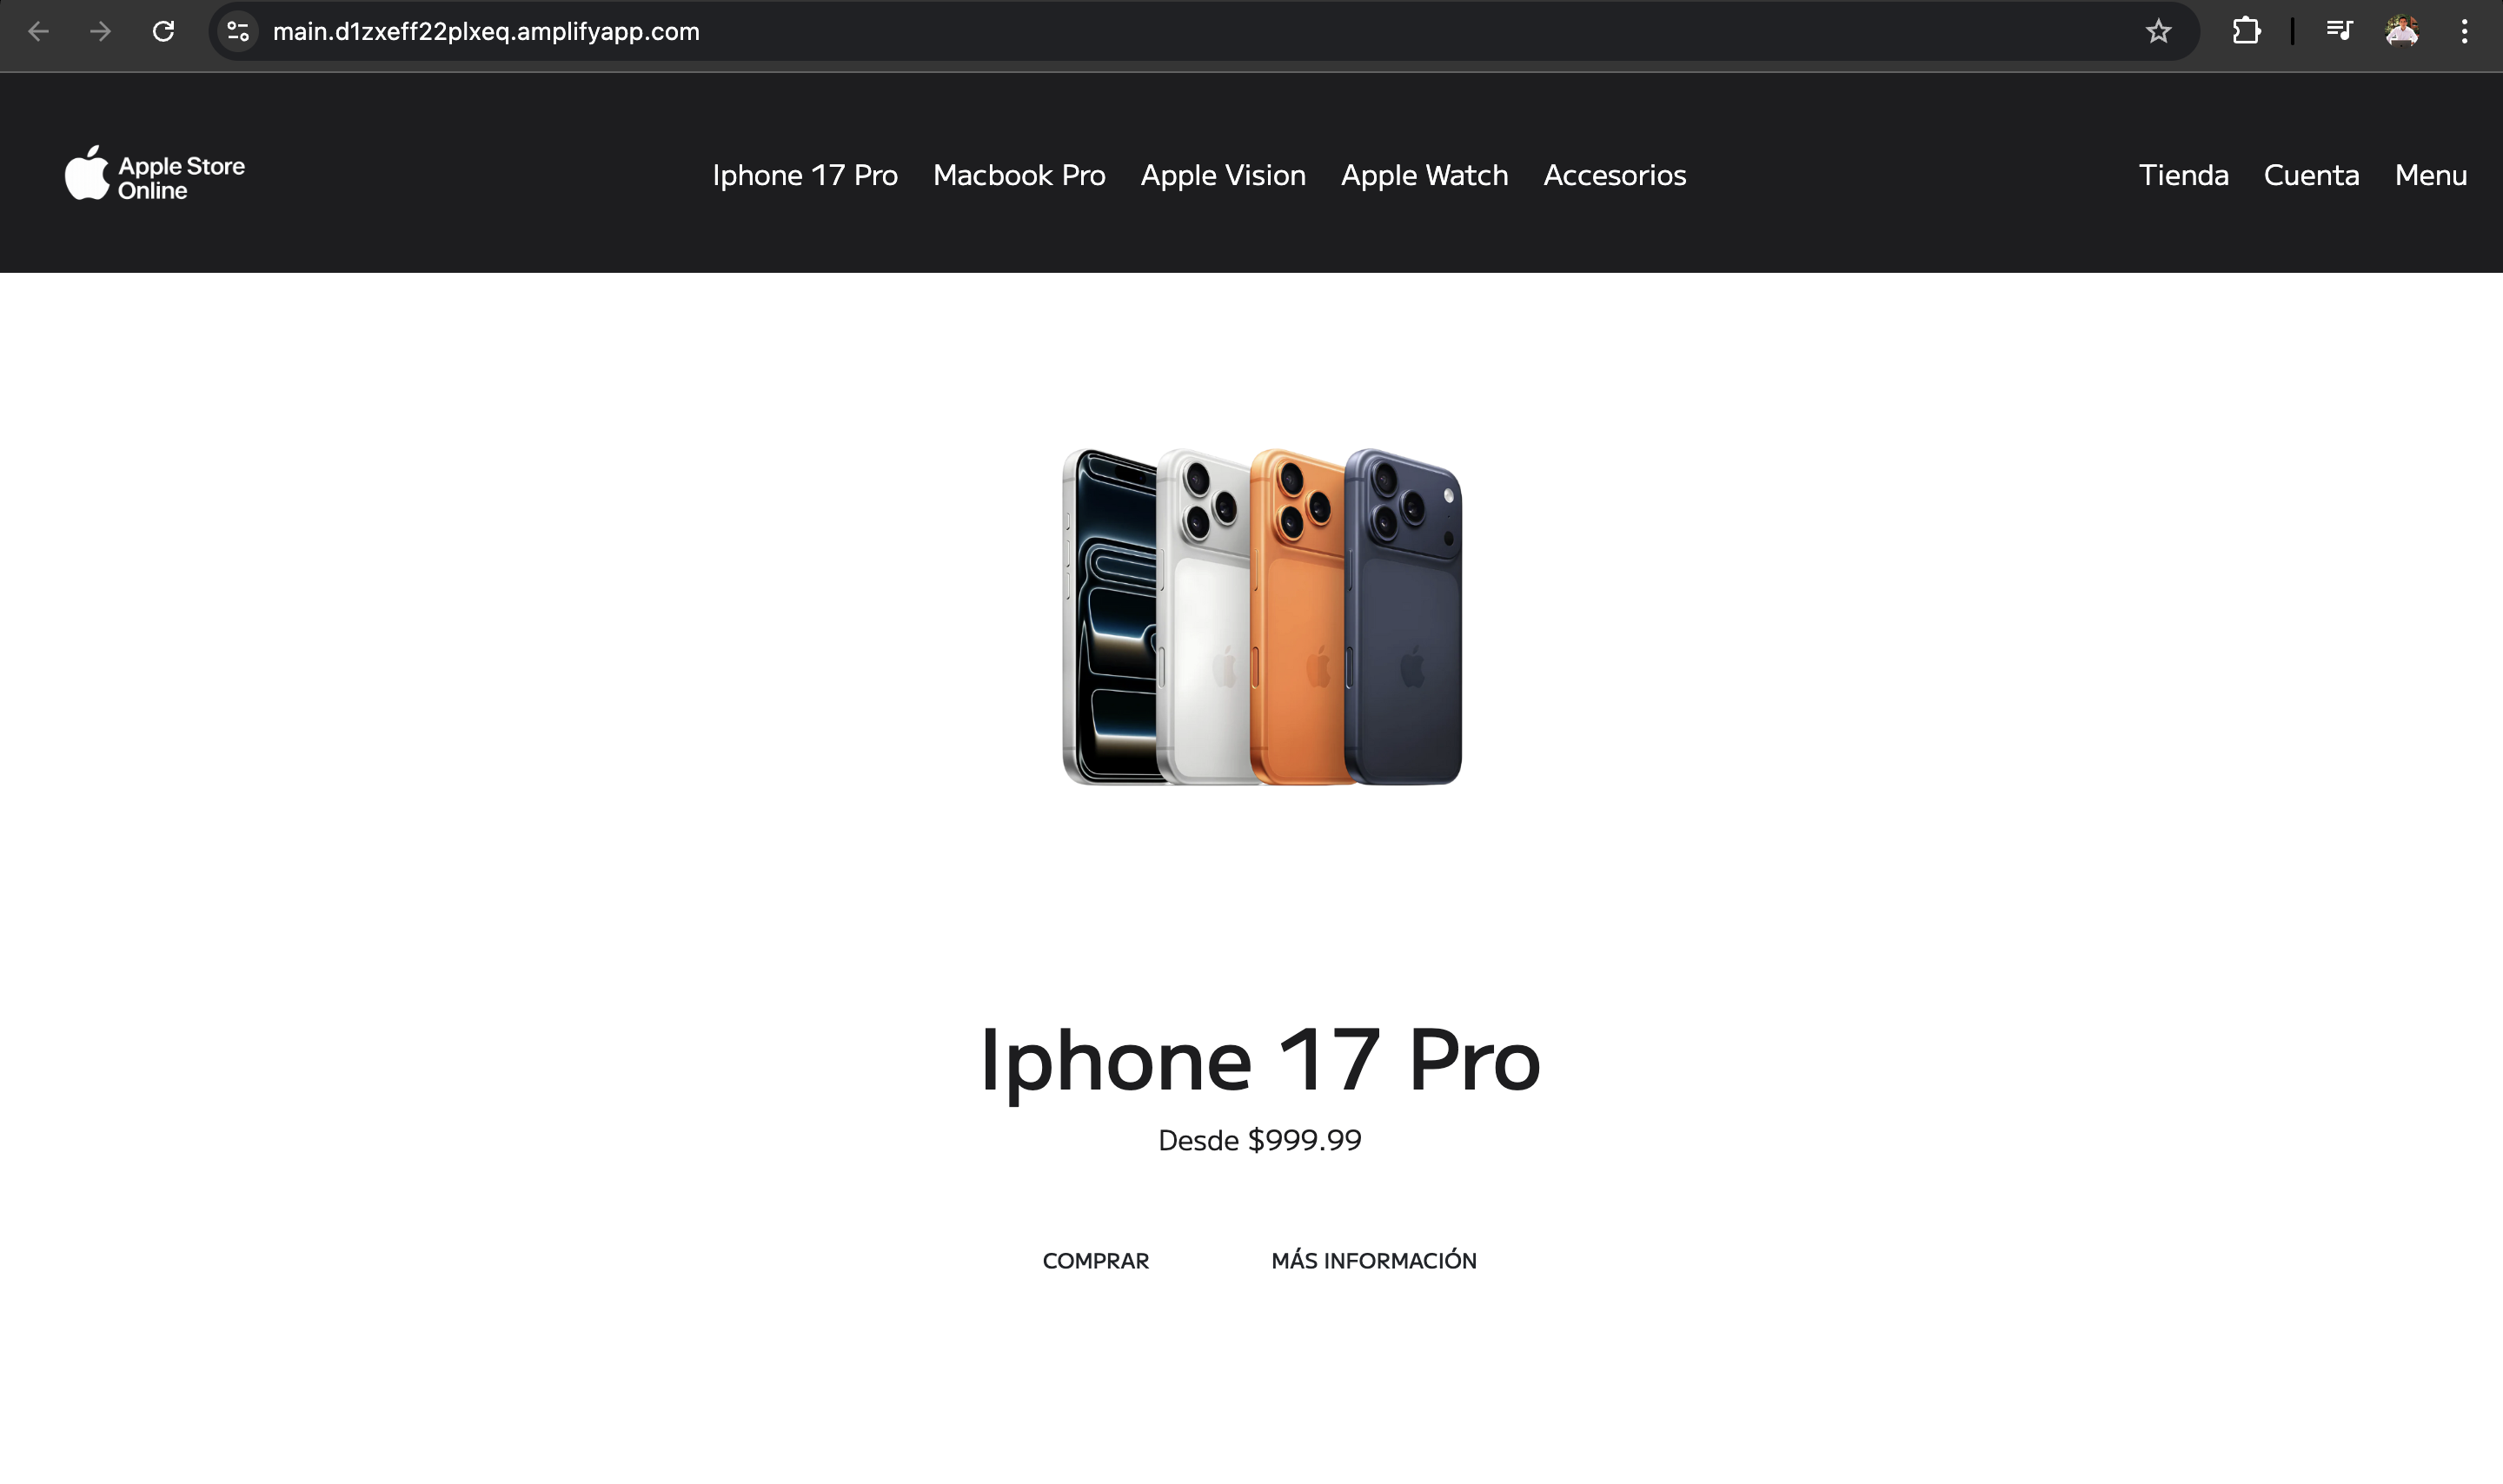 main.d1zxeff22plxeq.amplifyapp.com
Apple Store
Online
Iphone 17 Pro Macbook Pro Apple Vision Apple Watch Accesorios
Tienda Cuenta Menu
Iphone 17 Pro
Desde $999.99
COMPRAR MÁS INFORMACIÓN